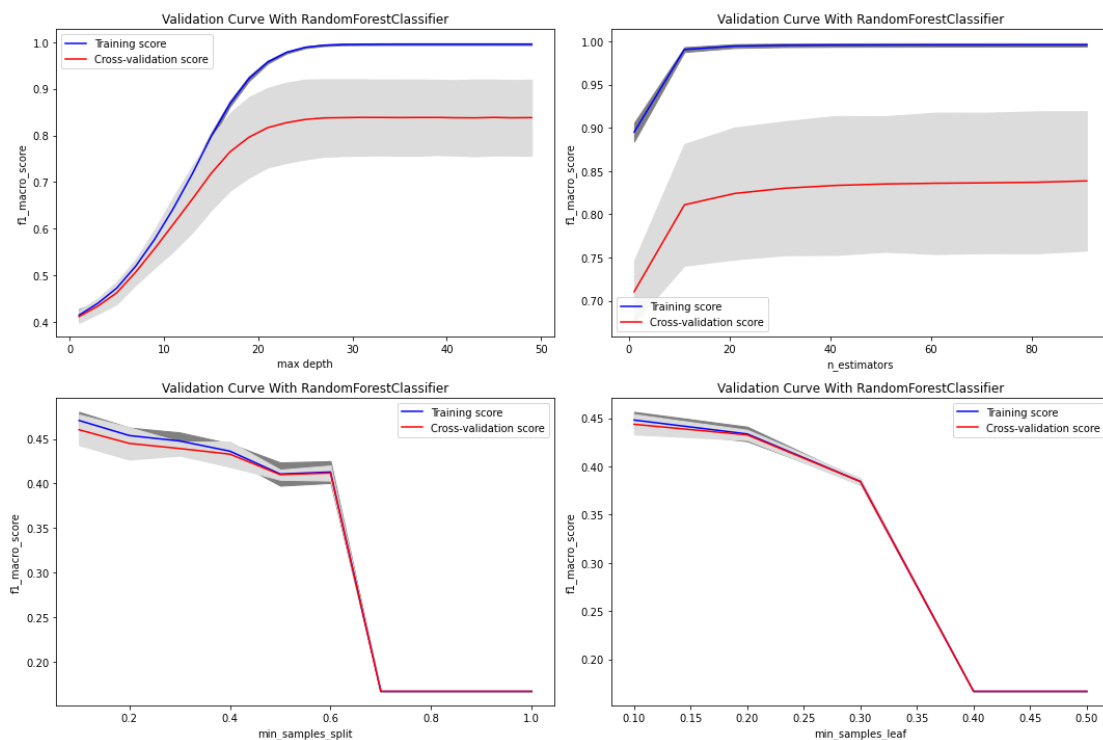 Validation Curve With RandomForestClassifier
Training score
Cross-validation score
f1_macro_score
1.0
0.9
0.8
0.7
0.6
0.5
0.4
0
10
20
30
40
50
max depth
Validation Curve With RandomForestClassifier
1.00
0.95
0.90
0.85
0.80
0.75
0.70
f1_macro_score
Training score
Cross-validation score
0
20
40
60
80
n_estimators
Validation Curve With RandomForestClassifier
Training score
Cross-validation score
0.45
0.40
0.35
0.30
0.25
0.20
f1_macro_score
0.2
0.4
0.6
0.8
1.0
min_samples_split
Validation Curve With RandomForestClassifier
Training score
Cross-validation score
0.45
0.40
0.35
0.30
0.25
0.20
f1_macro_score
0.10
0.15
0.20
0.25
0.30
0.35
0.40
0.45
0.50
min_samples_leaf